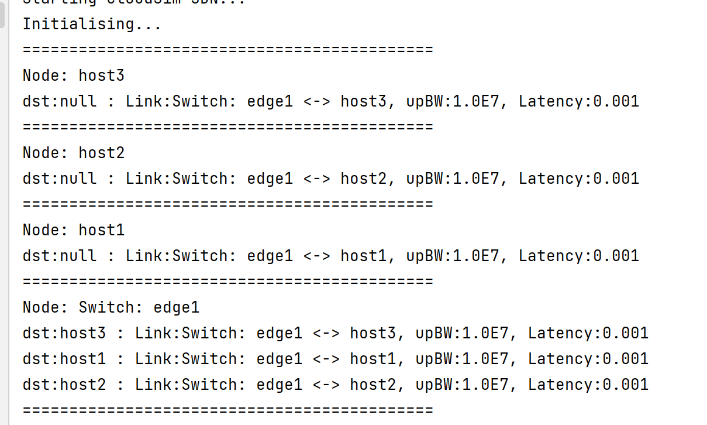 Starting CloudSim SDN...
Initialising...
============================================
Node: host3
dst:null : Link:Switch: edge1 <-> host3, upBW:1.0E7, Latency:0.001
============================================
Node: host2
dst:null : Link:Switch: edge1 <-> host2, upBW:1.0E7, Latency:0.001
============================================
Node: host1
dst:null : Link:Switch: edge1 <-> host1, upBW:1.0E7, Latency:0.001
============================================
Node: Switch: edge1
dst:host3 : Link:Switch: edge1 <-> host3, upBW:1.0E7, Latency:0.001
dst:host1 : Link:Switch: edge1 <-> host1, upBW:1.0E7, Latency:0.001
dst:host2 : Link:Switch: edge1 <-> host2, upBW:1.0E7, Latency:0.001
============================================